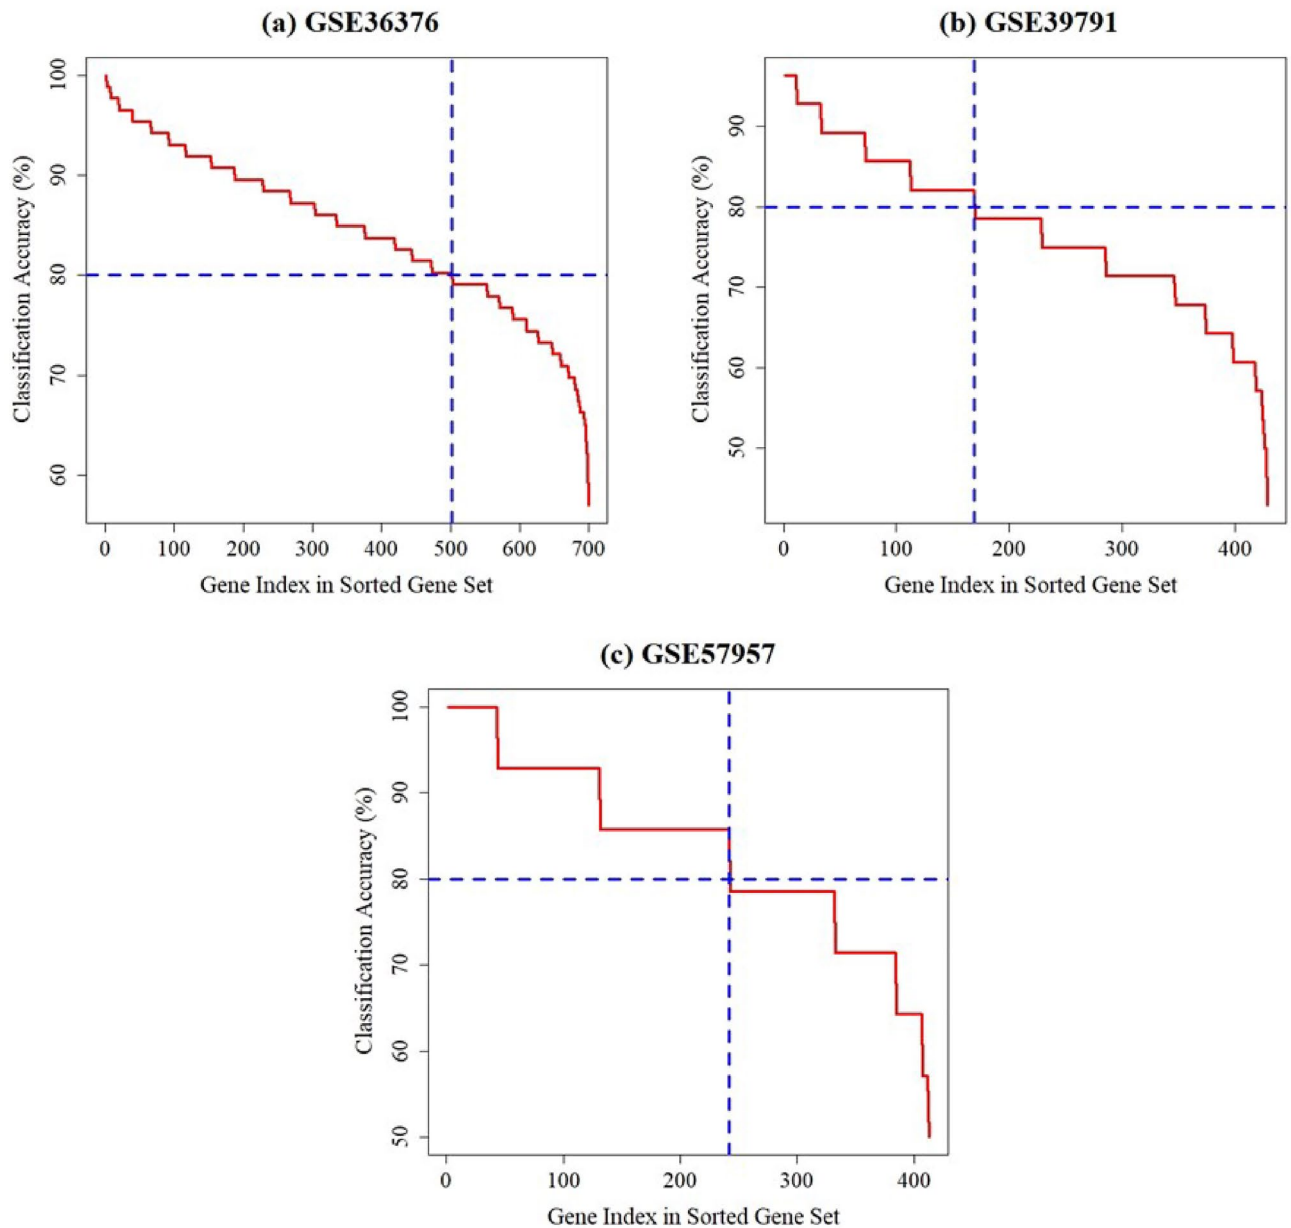 (a) GSE36376
Classification Accuracy (%)
100
90
80
70
60
0 100 200 300 400 500 600 700
Gene Index in Sorted Gene Set
(b) GSE39791
Classification Accuracy (%)
90
80
70
60
50
0 100 200 300 400
Gene Index in Sorted Gene Set
(c) GSE57957
Classification Accuracy (%)
100
90
80
70
60
50
0 100 200 300 400
Gene Index in Sorted Gene Set